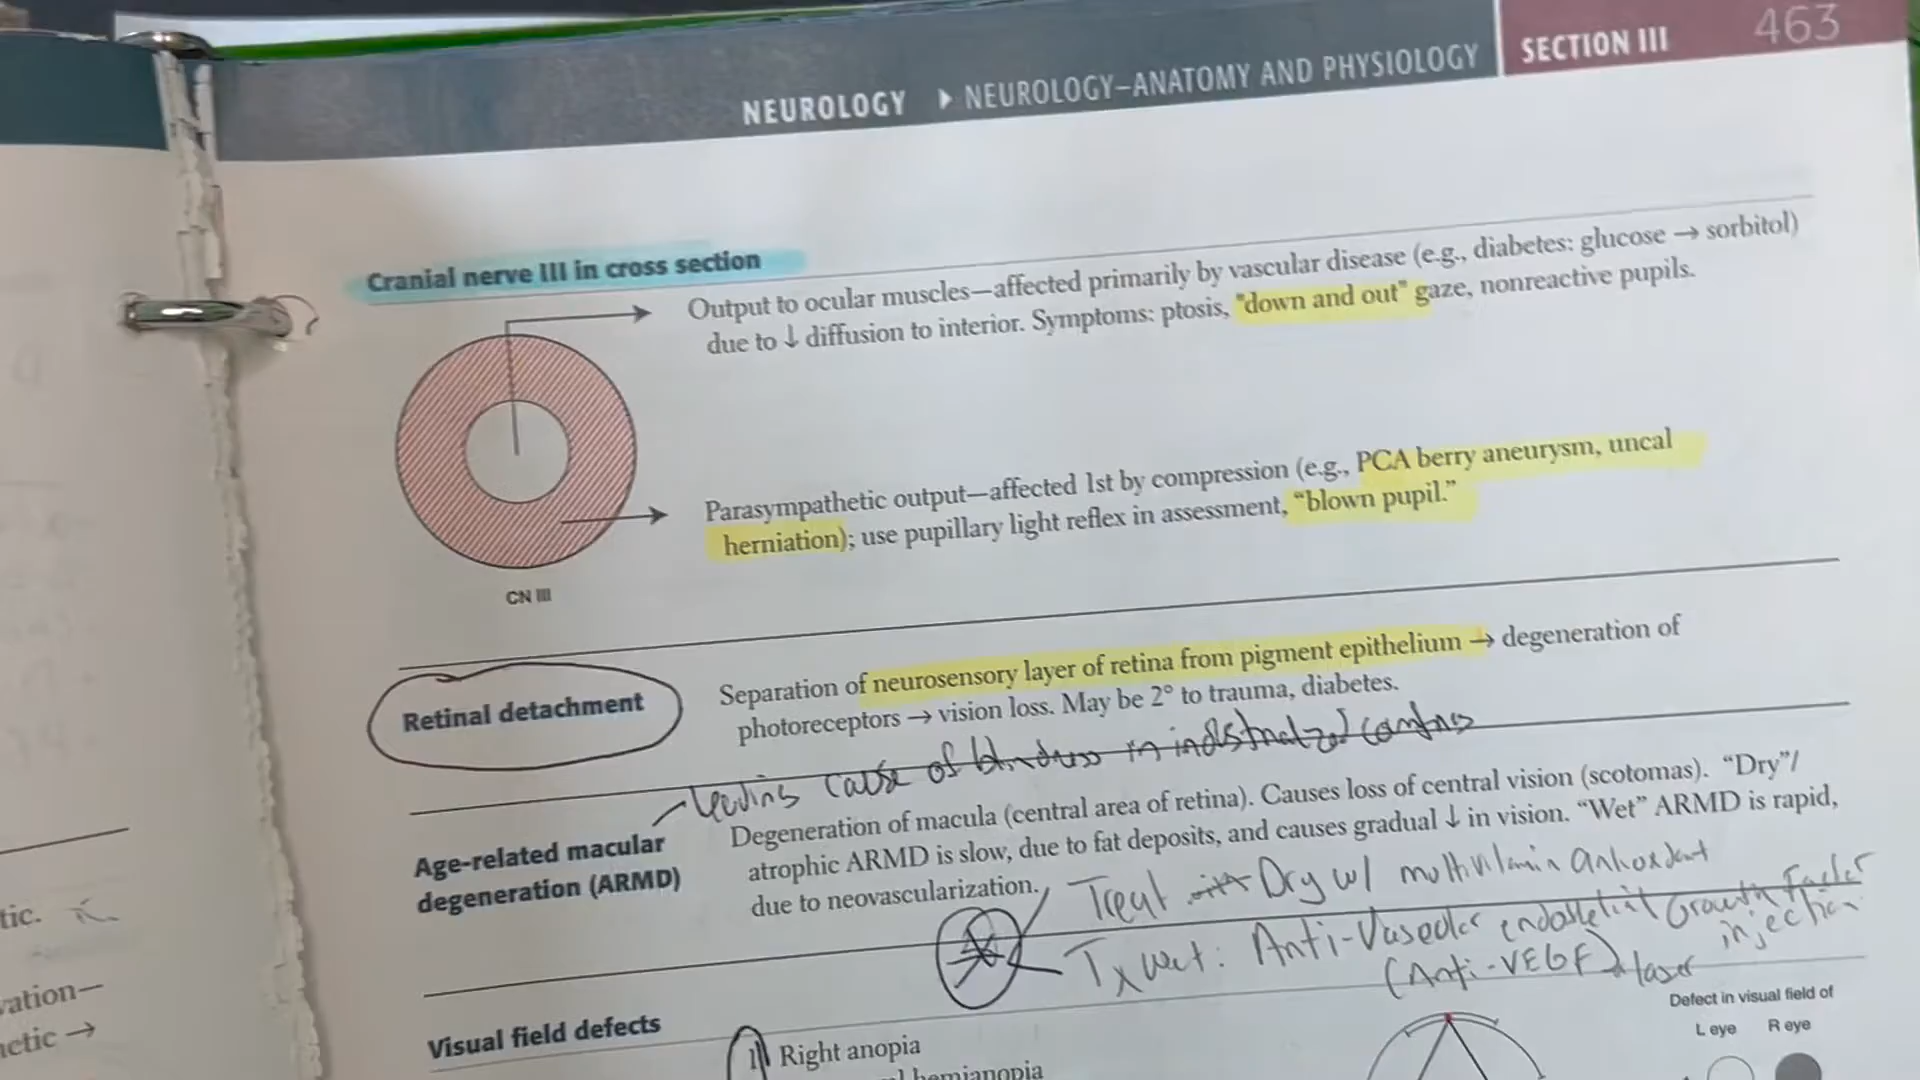 NEUROLOGY ▶ NEUROLOGY–ANATOMY AND PHYSIOLOGY SECTION III 463
Cranial nerve III in cross section
Output to ocular muscles—affected primarily by vascular disease (e.g., diabetes: glucose → sorbitol)
due to ↓ diffusion to interior. Symptoms: ptosis, "down and out" gaze, nonreactive pupils.
Parasympathetic output—affected 1st by compression (e.g., PCA berry aneurysm, uncal
herniation); use pupillary light reflex in assessment, “blown pupil.”
CN III
Retinal detachment
Separation of neurosensory layer of retina from pigment epithelium → degeneration of
photoreceptors → vision loss. May be 2° to trauma, diabetes.
leading cause of blindness in industrialized
Age-related macular
degeneration (ARMD)
Degeneration of macula (central area of retina). Causes loss of central vision (scotomas). “Dry”/
atrophic ARMD is slow, due to fat deposits, and causes gradual ↓ in vision. “Wet” ARMD is rapid,
due to neovascularization.
Treat Dry w/ multivitamin antioxidant
Tx wet: Anti-Vascular endothelial Growth Factor
(Anti-VEGF) laser injection
Visual field defects
1 Right anopia
hemianopia
Defect in visual field of
L eye R eye
tic.
vation—
→